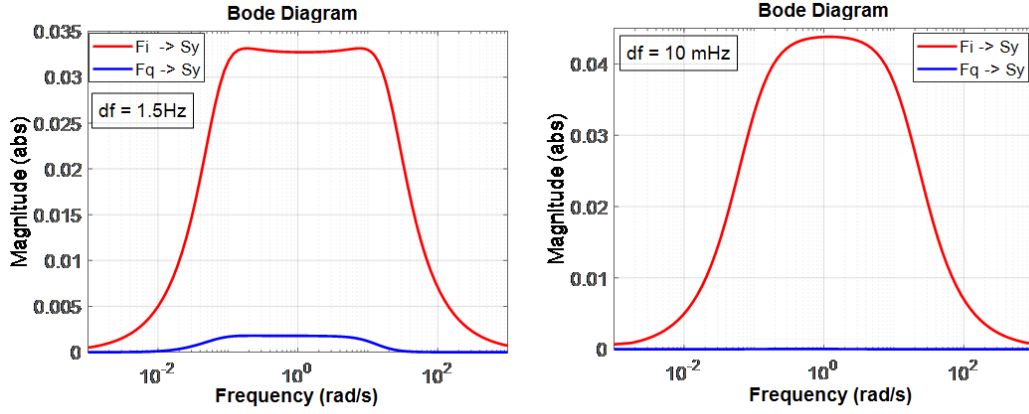 Bode Diagram
0.035
0.03
0.025
0.02
0.015
0.01
0.005
0
Magnitude (abs)
Fi -> Sy
Fq -> Sy
df = 1.5Hz
10^-2
10^0
10^2
Frequency (rad/s)
Bode Diagram
0.04
0.03
0.02
0.01
0
Magnitude (abs)
df = 10 mHz
Fi -> Sy
Fq -> Sy
10^-2
10^0
10^2
Frequency (rad/s)